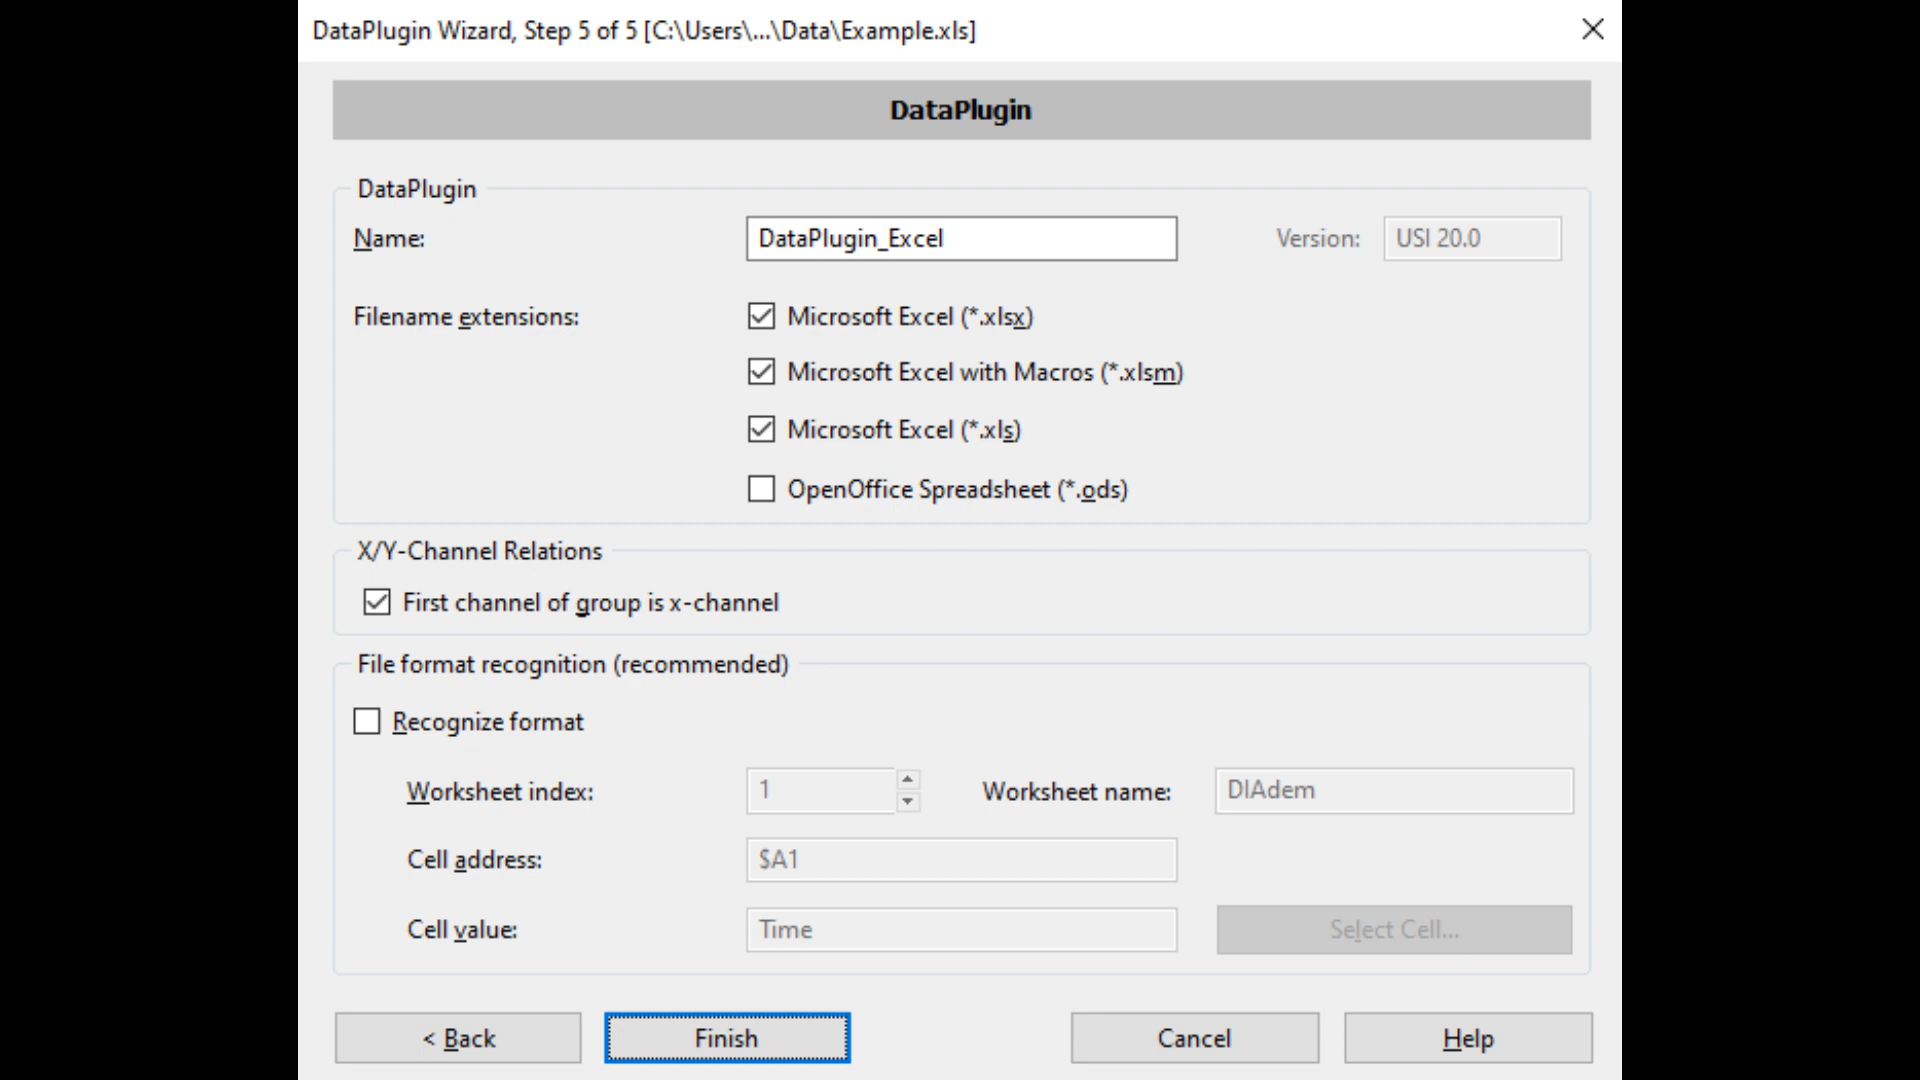 DataPlugin Wizard, Step 5 of 5 [C:\Users\...\Data\Example.xls]
DataPlugin
DataPlugin
Name: DataPlugin_Excel Version: USI 20.0
Filename extensions: Microsoft Excel (*.xlsx)
Microsoft Excel with Macros (*.xlsm)
Microsoft Excel (*.xls)
OpenOffice Spreadsheet (*.ods)
X/Y-Channel Relations
First channel of group is x-channel
File format recognition (recommended)
Recognize format
Worksheet index: 1 Worksheet name: DIAdem
Cell address: $A1
Cell value: Time Select Cell...
< Back Finish Cancel Help